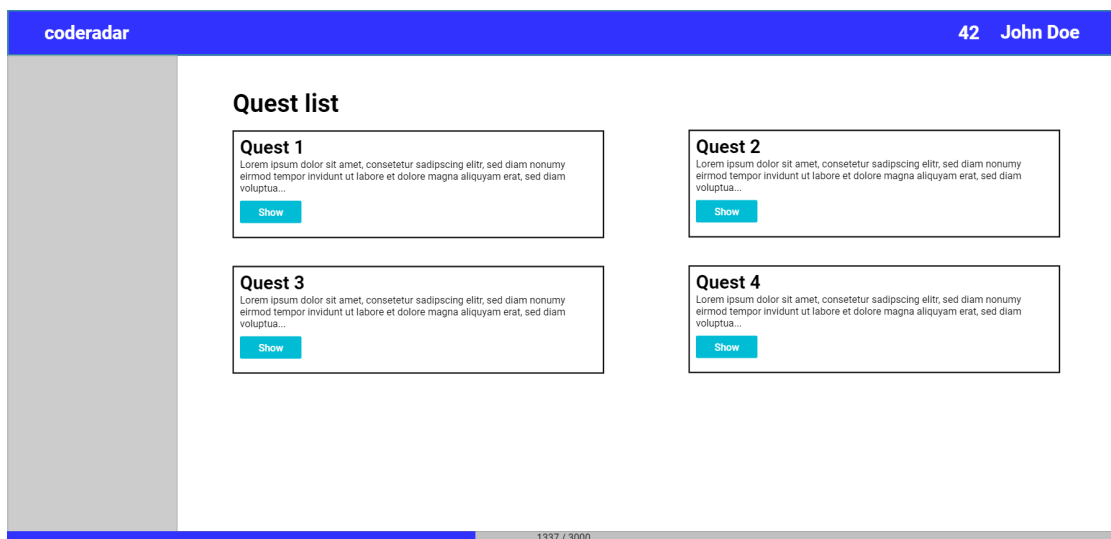 coderadar
42 John Doe
Quest list
Quest 1
Lorem ipsum dolor sit amet, consetetur sadipscing elitr, sed diam nonumy
eirmod tempor invidunt ut labore et dolore magna aliquyam erat, sed diam
voluptua...
Show
Quest 2
Lorem ipsum dolor sit amet, consetetur sadipscing elitr, sed diam nonumy
eirmod tempor invidunt ut labore et dolore magna aliquyam erat, sed diam
voluptua...
Show
Quest 3
Lorem ipsum dolor sit amet, consetetur sadipscing elitr, sed diam nonumy
eirmod tempor invidunt ut labore et dolore magna aliquyam erat, sed diam
voluptua...
Show
Quest 4
Lorem ipsum dolor sit amet, consetetur sadipscing elitr, sed diam nonumy
eirmod tempor invidunt ut labore et dolore magna aliquyam erat, sed diam
voluptua...
Show
1337 / 3000